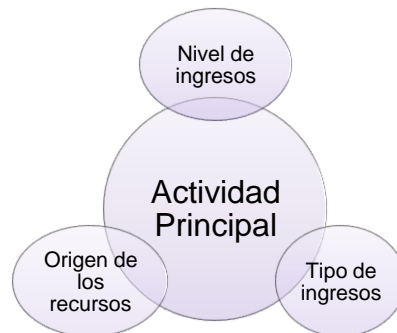 Nivel de
ingresos
Actividad
Principal
Origen de
los
recursos
Tipo de
ingresos